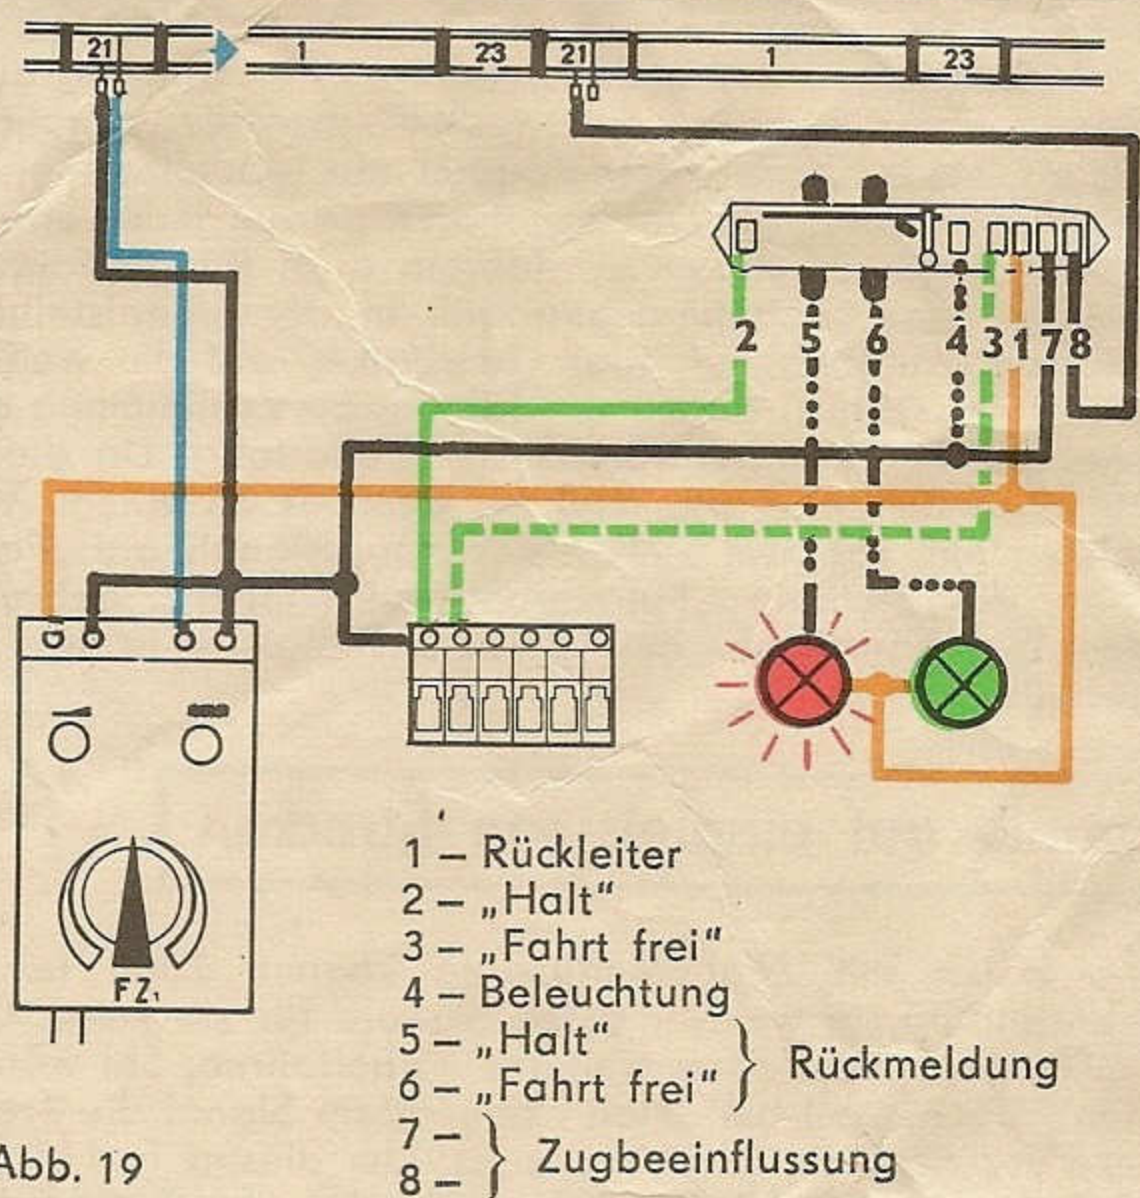 21 1 23 21 1 23
2 5 6 4 3 1 7 8
FZ1
1 – Rückleiter
2 – „Halt“
3 – „Fahrt frei“
4 – Beleuchtung
5 – „Halt“
6 – „Fahrt frei“ } Rückmeldung
7 –
8 – } Zugbeeinflussung
Abb. 19